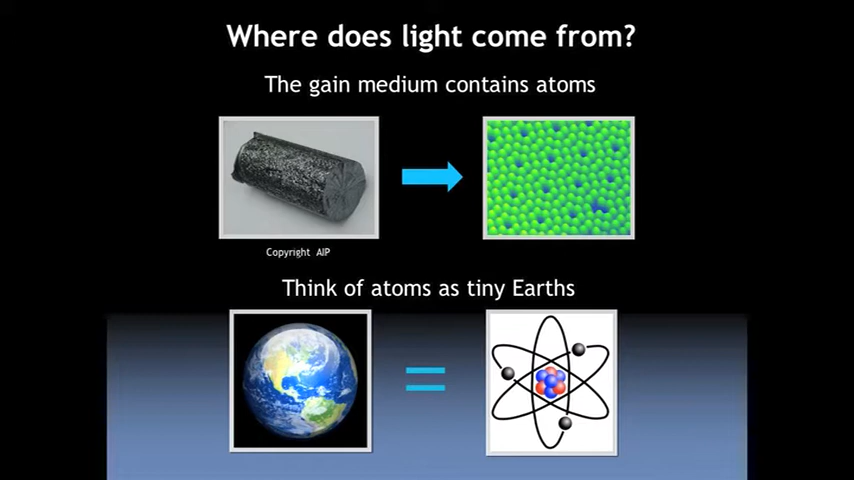 Where does light come from?
The gain medium contains atoms
Copyright AIP
Think of atoms as tiny Earths
=